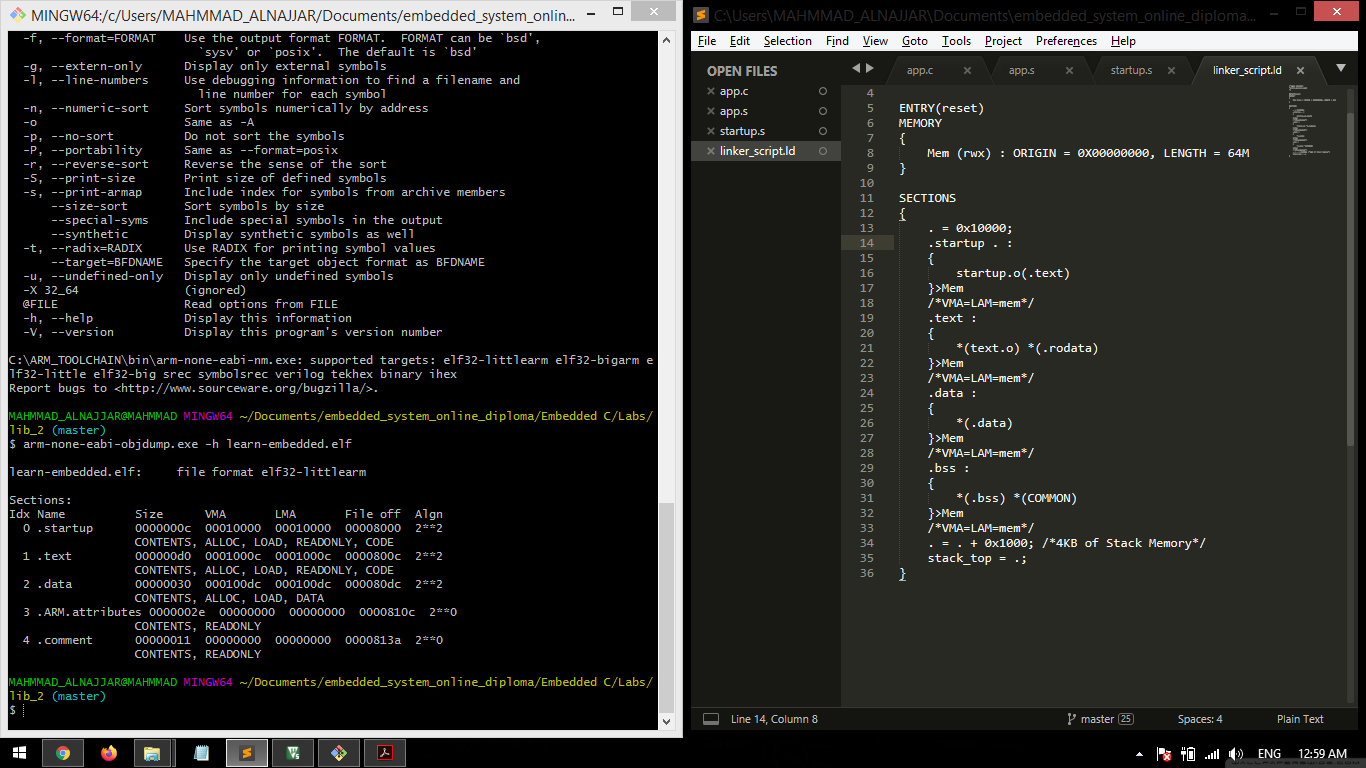 MINGW64:/c/Users/MAHMMAD_ALNAJJAR/Documents/embedded_system_onlin...
-f, --format=FORMAT    Use the output format FORMAT.  FORMAT can be `bsd',
`sysv' or `posix'.  The default is `bsd'
-g, --extern-only      Display only external symbols
-l, --line-numbers     Use debugging information to find a filename and
line number for each symbol
-n, --numeric-sort     Sort symbols numerically by address
-o                     Same as -A
-p, --no-sort          Do not sort the symbols
-P, --portability      Same as --format=posix
-r, --reverse-sort     Reverse the sense of the sort
-S, --print-size       Print size of defined symbols
-s, --print-armap      Include index for symbols from archive members
--size-sort        Sort symbols by size
--special-syms     Include special symbols in the output
--synthetic        Display synthetic symbols as well
-t, --radix=RADIX      Use RADIX for printing symbol values
--target=BFDNAME   Specify the target object format as BFDNAME
-u, --undefined-only   Display only undefined symbols
-X 32_64               (ignored)
@FILE                  Read options from FILE
-h, --help             Display this information
-V, --version          Display this program's version number
C:\ARM_TOOLCHAIN\bin\arm-none-eabi-nm.exe: supported targets: elf32-littlearm elf32-bigarm e
lf32-little elf32-big srec symbolsrec verilog tekhex binary ihex
Report bugs to <http://www.sourceware.org/bugzilla/>.
MAHMMAD_ALNAJJAR@MAHMMAD MINGW64 ~/Documents/embedded_system_online_diploma/Embedded C/Labs/
lib_2 (master)
$ arm-none-eabi-objdump.exe -h learn-embedded.elf
learn-embedded.elf:     file format elf32-littlearm
Sections:
Idx Name          Size      VMA       LMA       File off  Algn
0 .startup      0000000c  00010000  00010000  00008000  2**2
CONTENTS, ALLOC, LOAD, READONLY, CODE
1 .text         000000d0  0001000c  0001000c  0000800c  2**2
CONTENTS, ALLOC, LOAD, READONLY, CODE
2 .data         00000030  000100dc  000100dc  000080dc  2**2
CONTENTS, ALLOC, LOAD, DATA
3 .ARM.attributes 0000002e  00000000  00000000  0000810c  2**0
CONTENTS, READONLY
4 .comment      00000011  00000000  00000000  0000813a  2**0
CONTENTS, READONLY
MAHMMAD_ALNAJJAR@MAHMMAD MINGW64 ~/Documents/embedded_system_online_diploma/Embedded C/Labs/
lib_2 (master)
$
C:\Users\MAHMMAD_ALNAJJAR\Documents\embedded_system_online_diploma...
File Edit Selection Find View Goto Tools Project Preferences Help
OPEN FILES
app.c
app.s
startup.s
linker_script.ld
app.c app.s startup.s linker_script.ld
4
5 ENTRY(reset)
6 MEMORY
7 {
8 Mem (rwx) : ORIGIN = 0X00000000, LENGTH = 64M
9 }
10
11 SECTIONS
12 {
13 . = 0x10000;
14 .startup . :
15 {
16 startup.o(.text)
17 }>Mem
18 /*VMA=LAM=mem*/
19 .text :
20 {
21 *(text.o) *(.rodata)
22 }>Mem
23 /*VMA=LAM=mem*/
24 .data :
25 {
26 *(.data)
27 }>Mem
28 /*VMA=LAM=mem*/
29 .bss :
30 {
31 *(.bss) *(COMMON)
32 }>Mem
33 /*VMA=LAM=mem*/
34 . = . + 0x1000; /*4KB of Stack Memory*/
35 stack_top = .;
36 }
Line 14, Column 8 master 25 Spaces: 4 Plain Text
ENG 12:59 AM